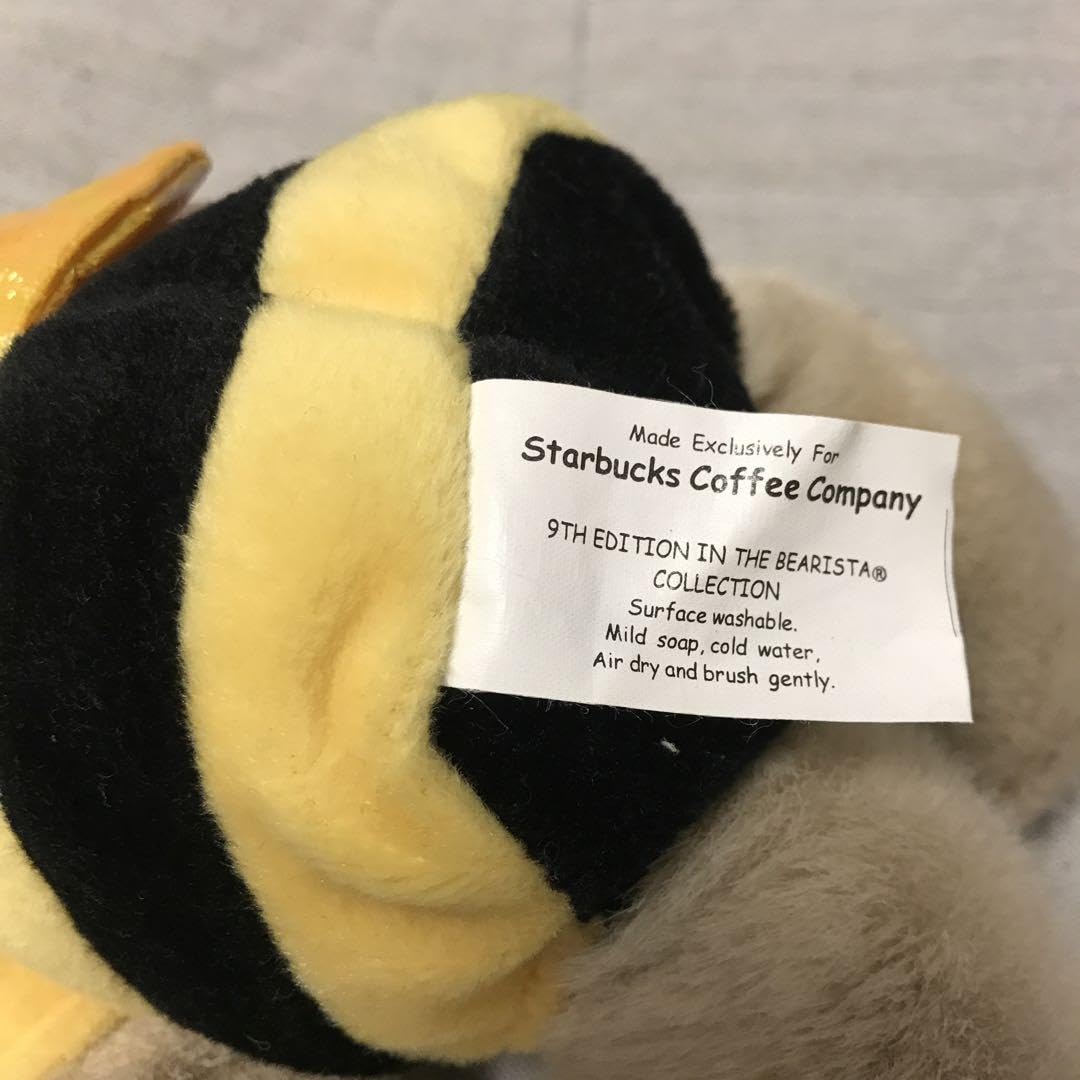 Made Exclusively For
Starbucks Coffee Company
9TH EDITION IN THE BEARISTA®
COLLECTION
Surface washable.
Mild soap, cold water,
Air dry and brush gently.